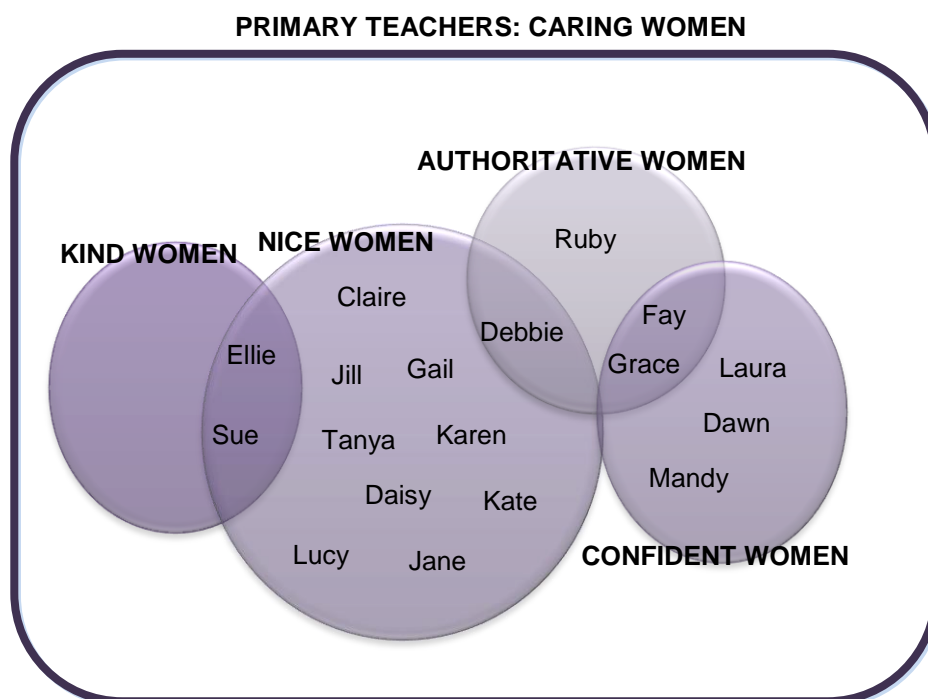 PRIMARY TEACHERS: CARING WOMEN
AUTHORITATIVE WOMEN
KIND WOMEN
NICE WOMEN
Ruby
Claire
Debbie
Fay
Ellie
Jill
Gail
Grace
Laura
Sue
Tanya
Karen
Dawn
Daisy
Kate
Mandy
Lucy
Jane
CONFIDENT WOMEN